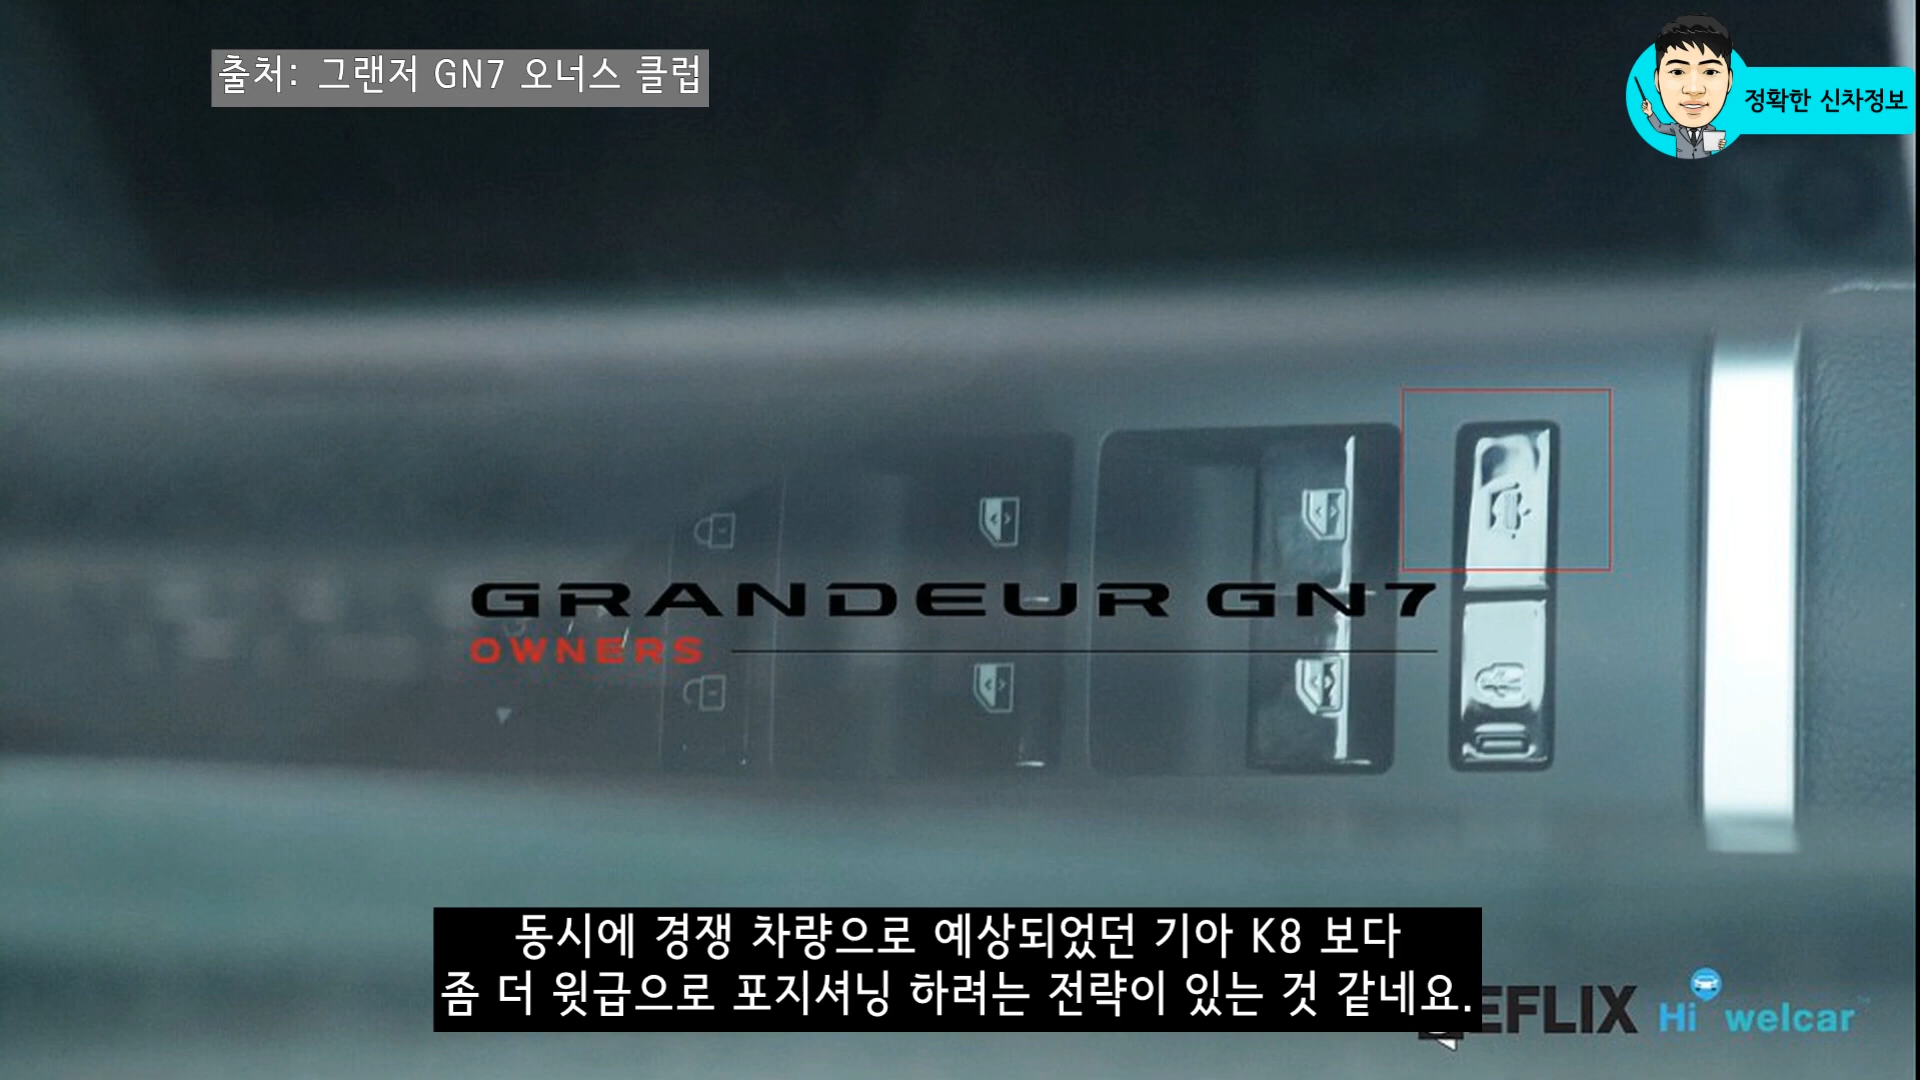 출처: 그랜저 GN7 오너스 클럽
정확한 신차정보
GRANDEUR GN7
OWNERS
동시에 경쟁 차량으로 예상되었던 기아 K8 보다
좀 더 윗급으로 포지셔닝 하려는 전략이 있는 것 같네요.
Hi welcar